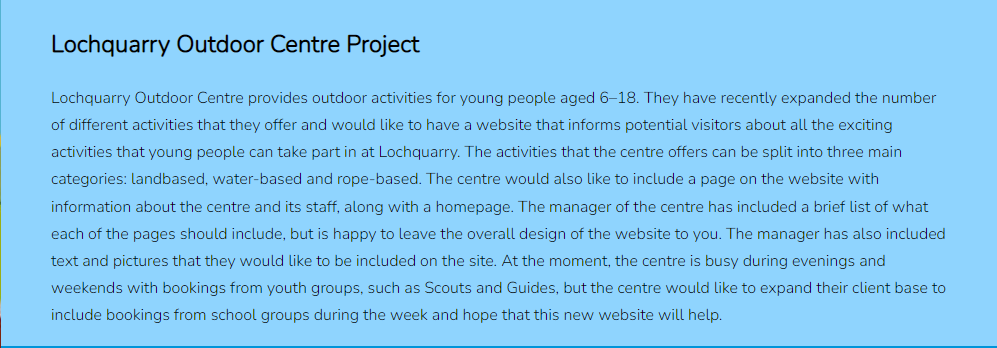 Lochquarry Outdoor Centre Project
Lochquarry Outdoor Centre provides outdoor activities for young people aged 6–18. They have recently expanded the number
of different activities that they offer and would like to have a website that informs potential visitors about all the exciting
activities that young people can take part in at Lochquarry. The activities that the centre offers can be split into three main
categories: landbased, water-based and rope-based. The centre would also like to include a page on the website with
information about the centre and its staff, along with a homepage. The manager of the centre has included a brief list of what
each of the pages should include, but is happy to leave the overall design of the website to you. The manager has also included
text and pictures that they would like to be included on the site. At the moment, the centre is busy during evenings and
weekends with bookings from youth groups, such as Scouts and Guides, but the centre would like to expand their client base to
include bookings from school groups during the week and hope that this new website will help.